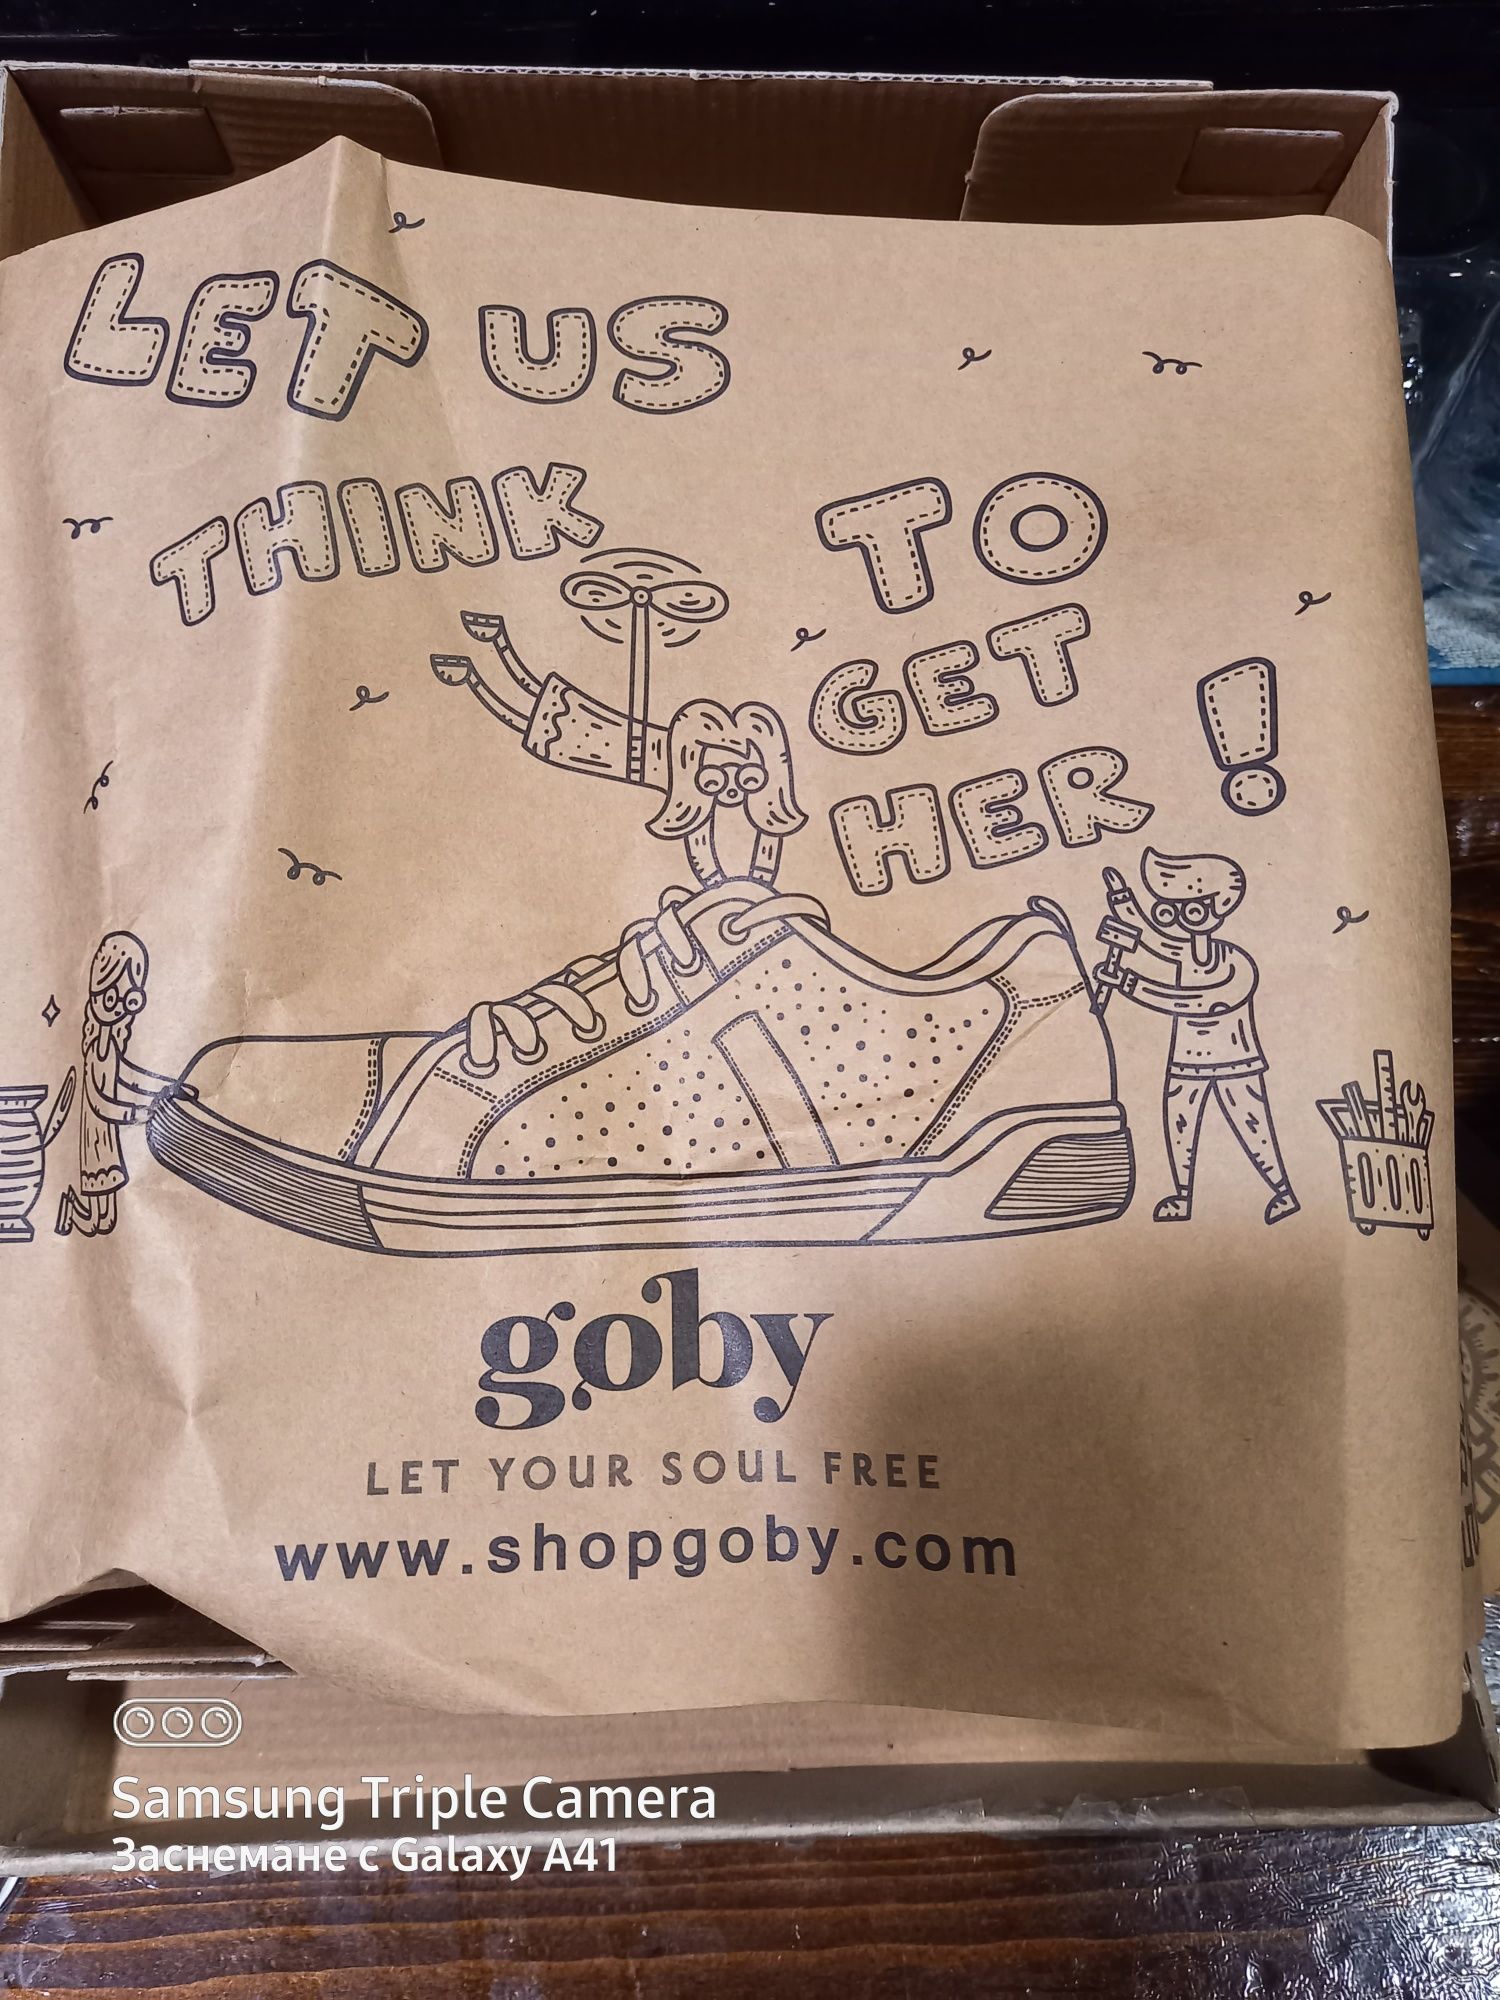 LET US
THINK
TO
GET
HER!
goby
LET YOUR SOUL FREE
www.shopgoby.com
Samsung Triple Camera
Заснемане с Galaxy A41